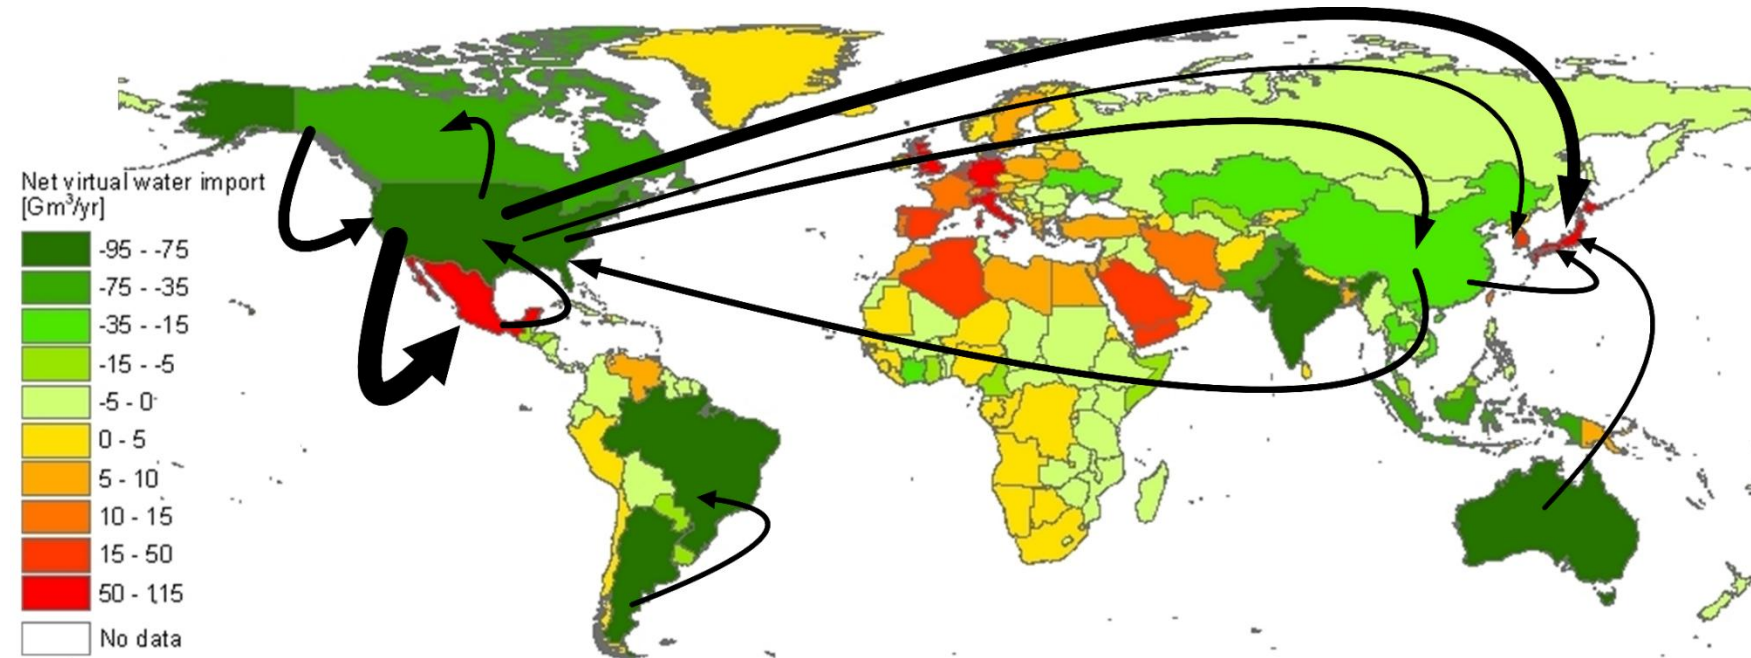 Net virtual water import
[Gm³/yr]
-95 - -75
-75 - -35
-35 - -15
-15 - -5
-5 - 0
0 - 5
5 - 10
10 - 15
15 - 50
50 - 115
No data